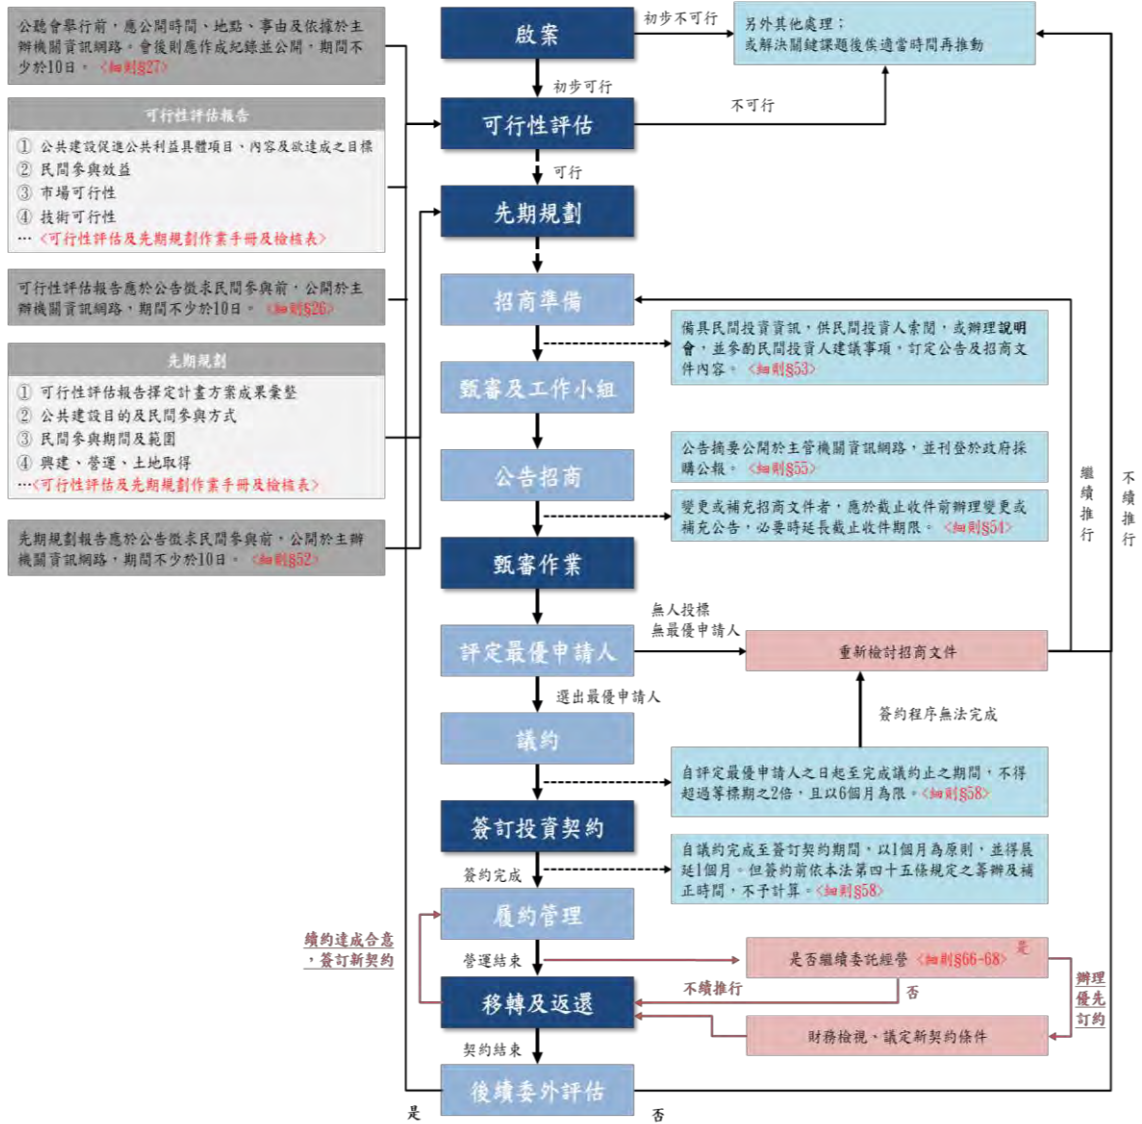 公聽會舉行前，應公開時間、地點、事由及依據於主
辦機關資訊網路。會後則應作成紀錄並公開，期間不
少於10日。〈細則§27〉
可行性評估報告
① 公共建設促進公共利益具體項目、內容及欲達成之目標
② 民間參與效益
③ 市場可行性
④ 技術可行性
… 〈可行性評估及先期規劃作業手冊及檢核表〉
可行性評估報告應於公告徵求民間參與前，公開於主
辦機關資訊網路，期間不少於10日。〈細則§26〉
先期規劃
① 可行性評估報告擇定計畫方案成果彙整
② 公共建設目的及民間參與方式
③ 民間參與期間及範圍
④ 興建、營運、土地取得
…〈可行性評估及先期規劃作業手冊及檢核表〉
先期規劃報告應於公告徵求民間參與前，公開於主辦
機關資訊網路，期間不少於10日。〈細則§52〉
啟案
初步不可行
另外其他處理；
或解決關鍵課題後俟適當時間再推動
初步可行
可行性評估
不可行
可行
先期規劃
招商準備
備具民間投資資訊，供民間投資人索閱，或辦理說明
會，並參酌民間投資人建議事項，訂定公告及招商文
件內容。〈細則§53〉
甄審及工作小組
公告招商
公告摘要公開於主管機關資訊網路，並刊登於政府採
購公報。〈細則§55〉
變更或補充招商文件者，應於截止收件前辦理變更或
補充公告，必要時延長截止收件期限。〈細則§54〉
繼續推行
不續推行
甄審作業
評定最優申請人
無人投標
無最優申請人
重新檢討招商文件
選出最優申請人
簽約程序無法完成
議約
自評定最優申請人之日起至完成議約止之期間，不得
超過等標期之2倍，且以6個月為限。〈細則§58〉
簽訂投資契約
自議約完成至簽訂契約期間，以1個月為原則，並得展
延1個月。但簽約前依本法第四十五條規定之籌辦及補
正時間，不予計算。〈細則§58〉
簽約完成
履約管理
續約達成合意
，簽訂新契約
營運結束
是否繼續委託經營〈細則§66-68〉
是
不續推行
否
辦理
優先
訂約
移轉及返還
財務檢視、議定新契約條件
契約結束
後續委外評估
是
否